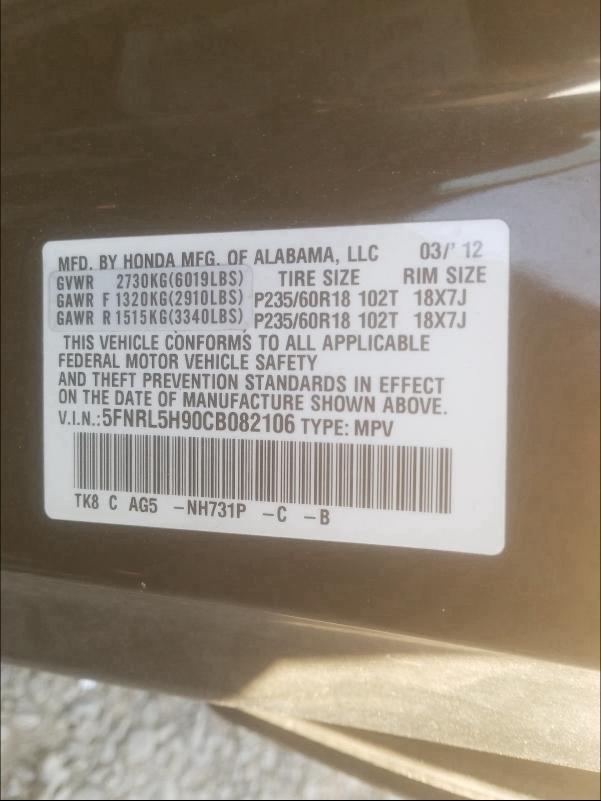 MFD. BY HONDA MFG. OF ALABAMA, LLC 03/' 12
GVWR 2730KG(6019LBS) TIRE SIZE RIM SIZE
GAWR F 1320KG(2910LBS) P235/60R18 102T 18X7J
GAWR R 1515KG(3340LBS) P235/60R18 102T 18X7J
THIS VEHICLE CONFORMS TO ALL APPLICABLE
FEDERAL MOTOR VEHICLE SAFETY
AND THEFT PREVENTION STANDARDS IN EFFECT
ON THE DATE OF MANUFACTURE SHOWN ABOVE.
V.I.N.:5FNRL5H90CB082106 TYPE: MPV
TK8 C AG5 -NH731P -C -B